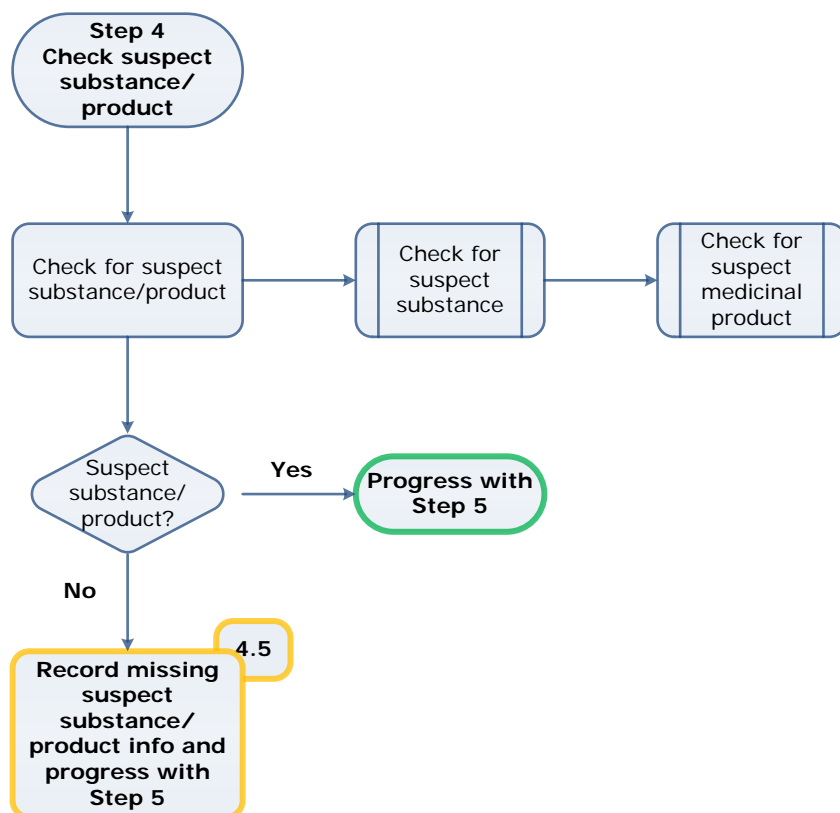 Step 4
Check suspect
substance/
product
Check for suspect
substance/product
Check for
suspect
substance
Check for
suspect
medicinal
product
Suspect
substance/
product?
Yes
Progress with
Step 5
No
4.5
Record missing
suspect
substance/
product info and
progress with
Step 5